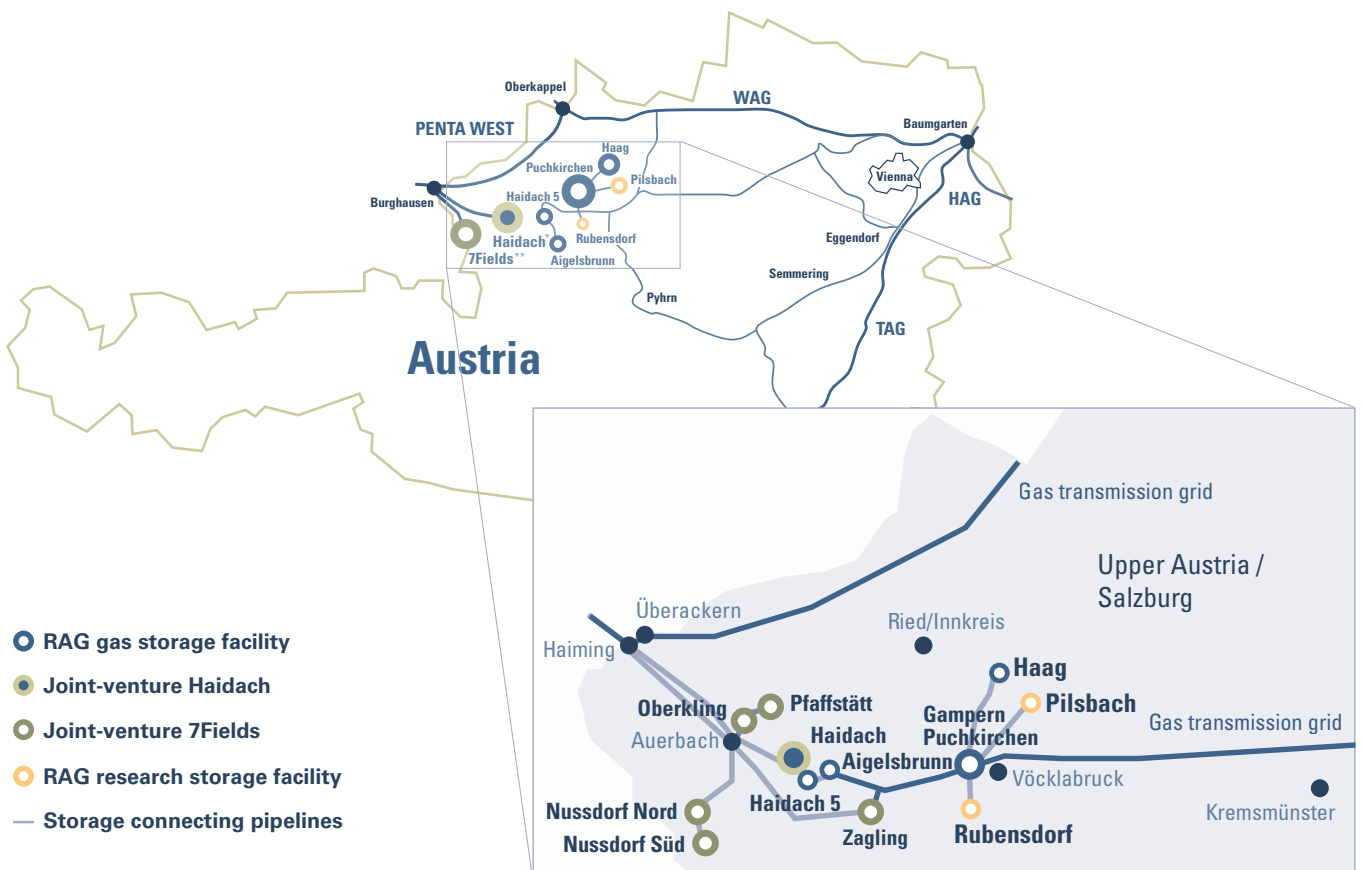 Oberkappel
WAG
Baumgarten
PENTA WEST
Haag
Puchkirchen
Pilsbach
Vienna
Burghausen
Haidach 5
HAG
Haidach*
Rubensdorf
Eggendorf
7Fields**
Aigelsbrunn
Semmering
Pyhrn
TAG
Austria
Gas transmission grid
Upper Austria /
Salzburg
Überackern
Ried/Innkreis
Haiming
Haag
Pfaffstätt
Pilsbach
Oberkling
Gampern
Gas transmission grid
Auerbach
Haidach
Puchkirchen
Aigelsbrunn
Vöcklabruck
Haidach 5
Nussdorf Nord
Kremsmünster
Zagling
Rubensdorf
Nussdorf Süd
RAG gas storage facility
Joint-venture Haidach
Joint-venture 7Fields
RAG research storage facility
Storage connecting pipelines